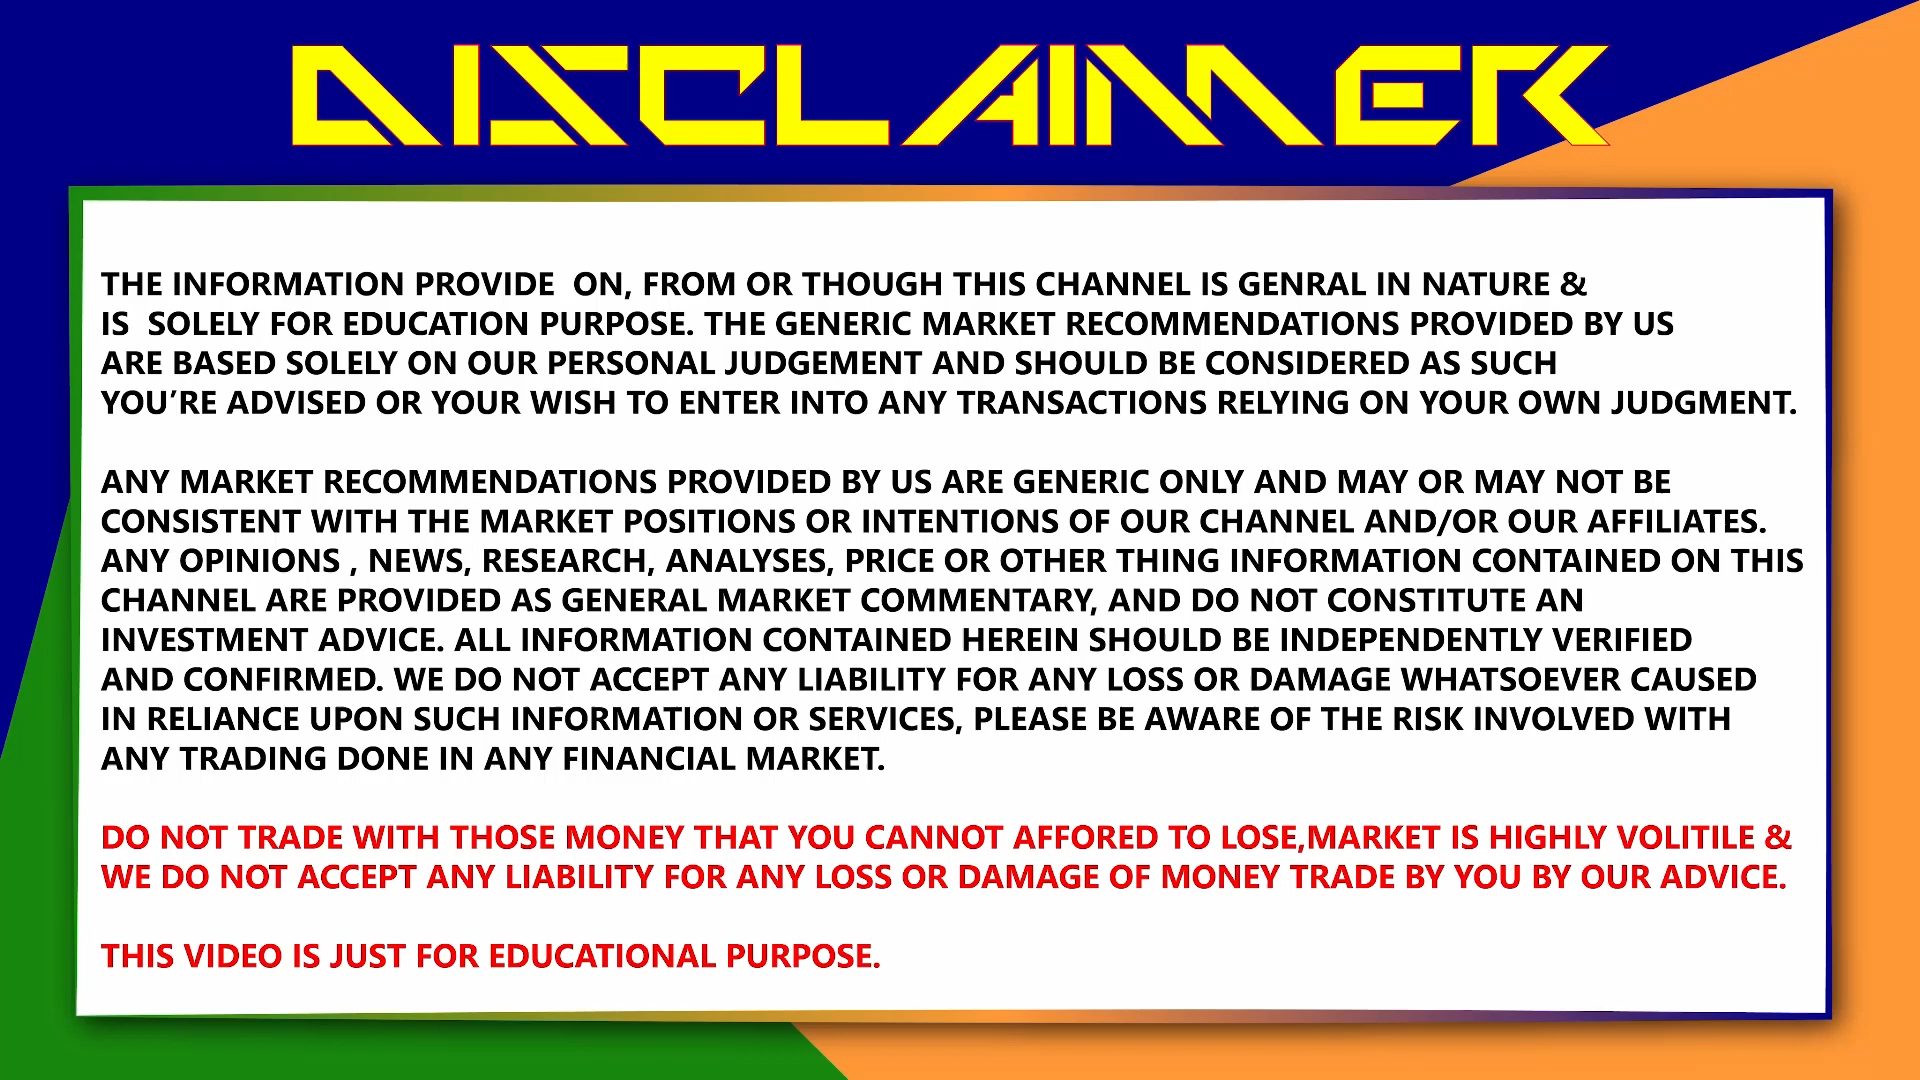 DISCLAIMER
THE INFORMATION PROVIDE  ON, FROM OR THOUGH THIS CHANNEL IS GENRAL IN NATURE &
IS  SOLELY FOR EDUCATION PURPOSE. THE GENERIC MARKET RECOMMENDATIONS PROVIDED BY US
ARE BASED SOLELY ON OUR PERSONAL JUDGEMENT AND SHOULD BE CONSIDERED AS SUCH
YOU’RE ADVISED OR YOUR WISH TO ENTER INTO ANY TRANSACTIONS RELYING ON YOUR OWN JUDGMENT.
ANY MARKET RECOMMENDATIONS PROVIDED BY US ARE GENERIC ONLY AND MAY OR MAY NOT BE
CONSISTENT WITH THE MARKET POSITIONS OR INTENTIONS OF OUR CHANNEL AND/OR OUR AFFILIATES.
ANY OPINIONS , NEWS, RESEARCH, ANALYSES, PRICE OR OTHER THING INFORMATION CONTAINED ON THIS
CHANNEL ARE PROVIDED AS GENERAL MARKET COMMENTARY, AND DO NOT CONSTITUTE AN
INVESTMENT ADVICE. ALL INFORMATION CONTAINED HEREIN SHOULD BE INDEPENDENTLY VERIFIED
AND CONFIRMED. WE DO NOT ACCEPT ANY LIABILITY FOR ANY LOSS OR DAMAGE WHATSOEVER CAUSED
IN RELIANCE UPON SUCH INFORMATION OR SERVICES, PLEASE BE AWARE OF THE RISK INVOLVED WITH
ANY TRADING DONE IN ANY FINANCIAL MARKET.
DO NOT TRADE WITH THOSE MONEY THAT YOU CANNOT AFFORED TO LOSE,MARKET IS HIGHLY VOLITILE &
WE DO NOT ACCEPT ANY LIABILITY FOR ANY LOSS OR DAMAGE OF MONEY TRADE BY YOU BY OUR ADVICE.
THIS VIDEO IS JUST FOR EDUCATIONAL PURPOSE.